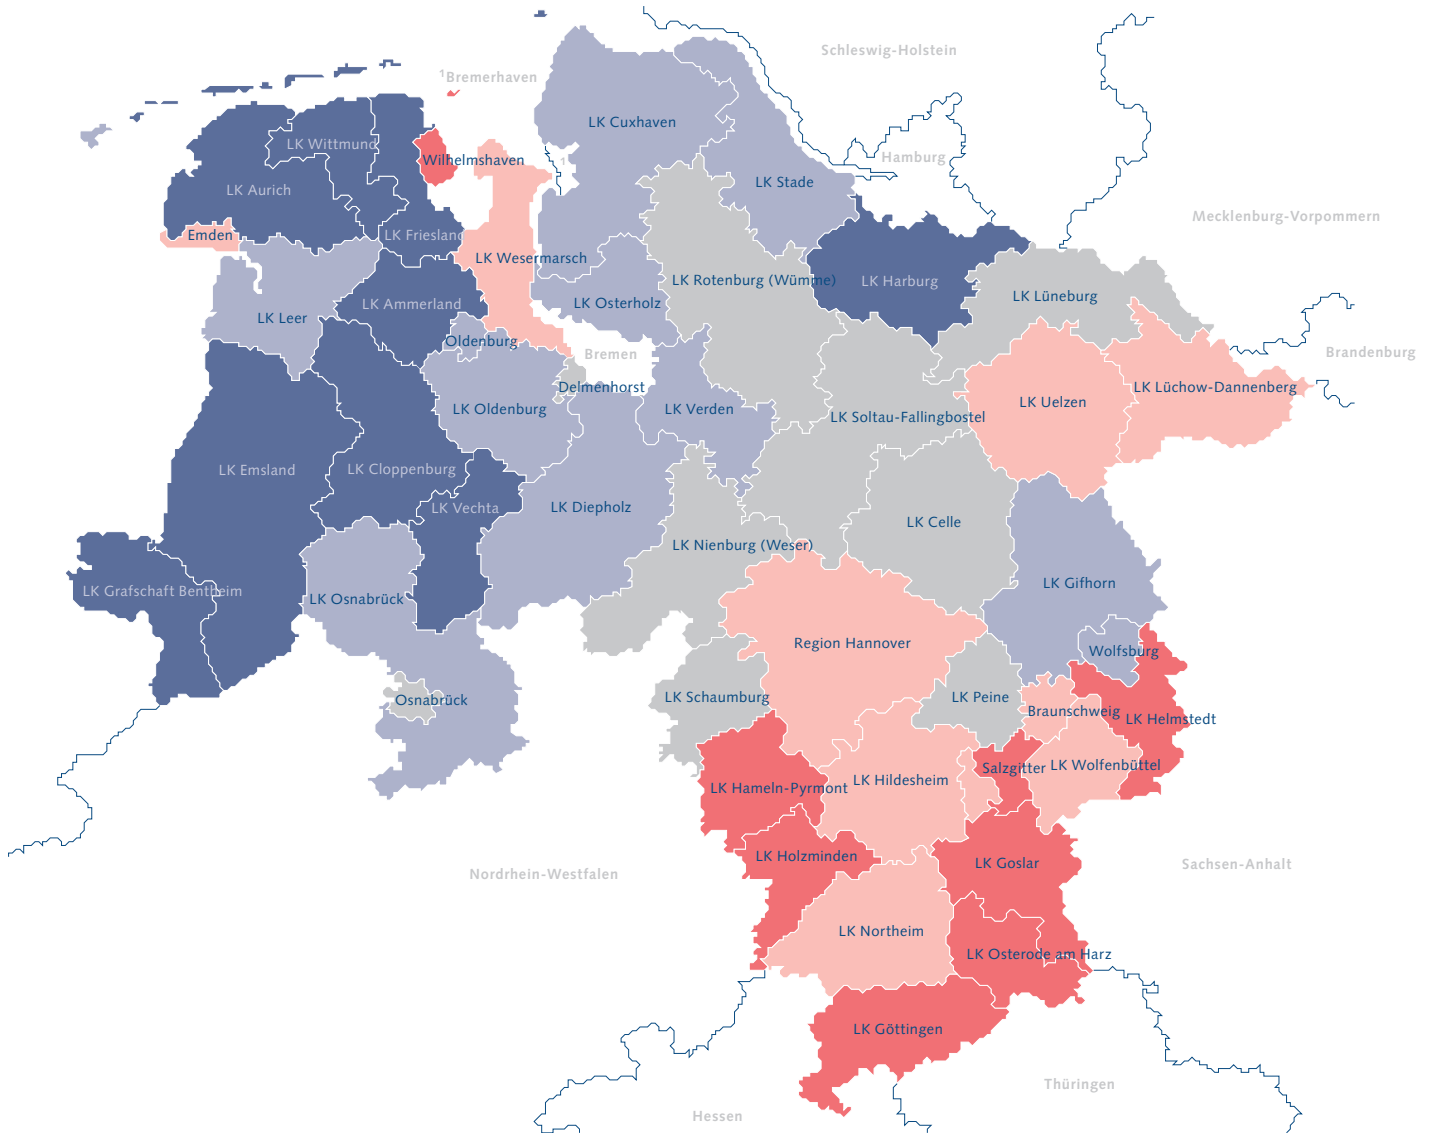 Schleswig-Holstein
¹Bremerhaven
LK Cuxhaven
LK Wittmund
Hamburg
Wilhelmshaven
1
LK Stade
LK Aurich
Mecklenburg-Vorpommern
Emden
LK Friesland
LK Wesermarsch
LK Rotenburg (Wümme)
LK Harburg
LK Lüneburg
LK Ammerland
LK Osterholz
LK Leer
Oldenburg
Bremen
Brandenburg
Delmenhorst
LK Lüchow-Dannenberg
LK Uelzen
LK Oldenburg
LK Verden
LK Soltau-Fallingbostel
LK Emsland
LK Cloppenburg
LK Vechta
LK Diepholz
LK Celle
LK Nienburg (Weser)
LK Gifhorn
LK Grafschaft Bentheim
LK Osnabrück
Region Hannover
Wolfsburg
LK Schaumburg
LK Peine
Osnabrück
Braunschweig
LK Helmstedt
Salzgitter
LK Wolfenbüttel
LK Hildesheim
LK Hameln-Pyrmont
LK Holzminden
LK Goslar
Sachsen-Anhalt
Nordrhein-Westfalen
LK Northeim
LK Osterode am Harz
LK Göttingen
Thüringen
Hessen